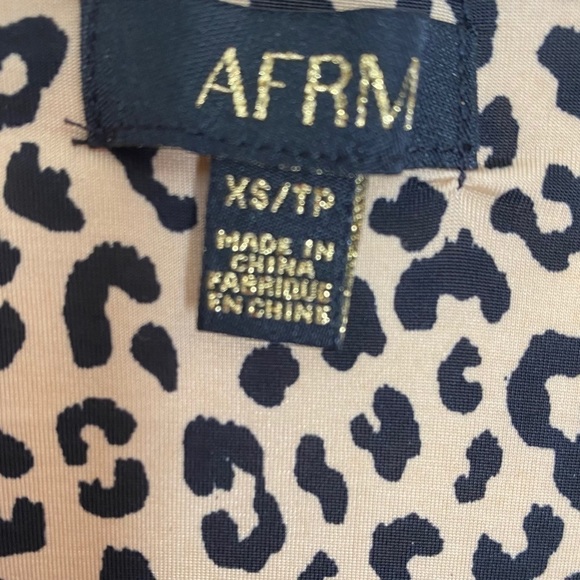 AFRM
XS/TP
MADE IN
CHINA
FABRIQUE
EN CHINE